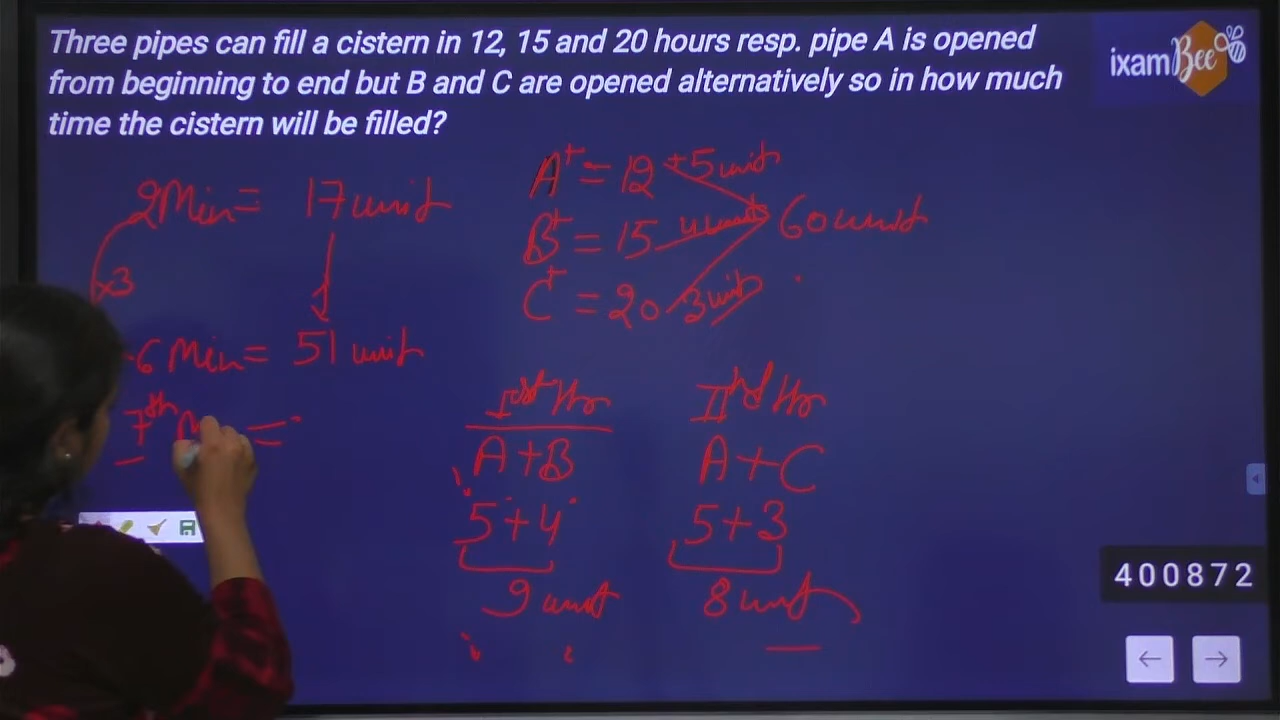 Three pipes can fill a cistern in 12, 15 and 20 hours resp. pipe A is opened
from beginning to end but B and C are opened alternatively so in how much
time the cistern will be filled?
ixamBee
A+ = 12 +5 unit
B+ = 15 4 unit
C+ = 20 3 unit
60 unit
2 Min = 17 unit
x3
6 Min = 51 unit
7th =
Ist Hr
A+B
5+4
9 unit
IInd Hr
A+C
5+3
8 unit
400872